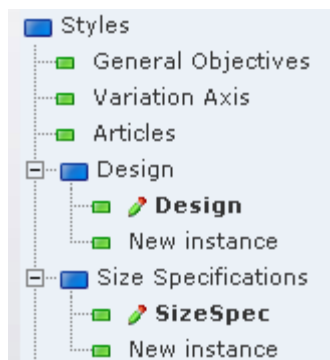 Styles
General Objectives
Variation Axis
Articles
Design
Design
New instance
Size Specifications
SizeSpec
New instance